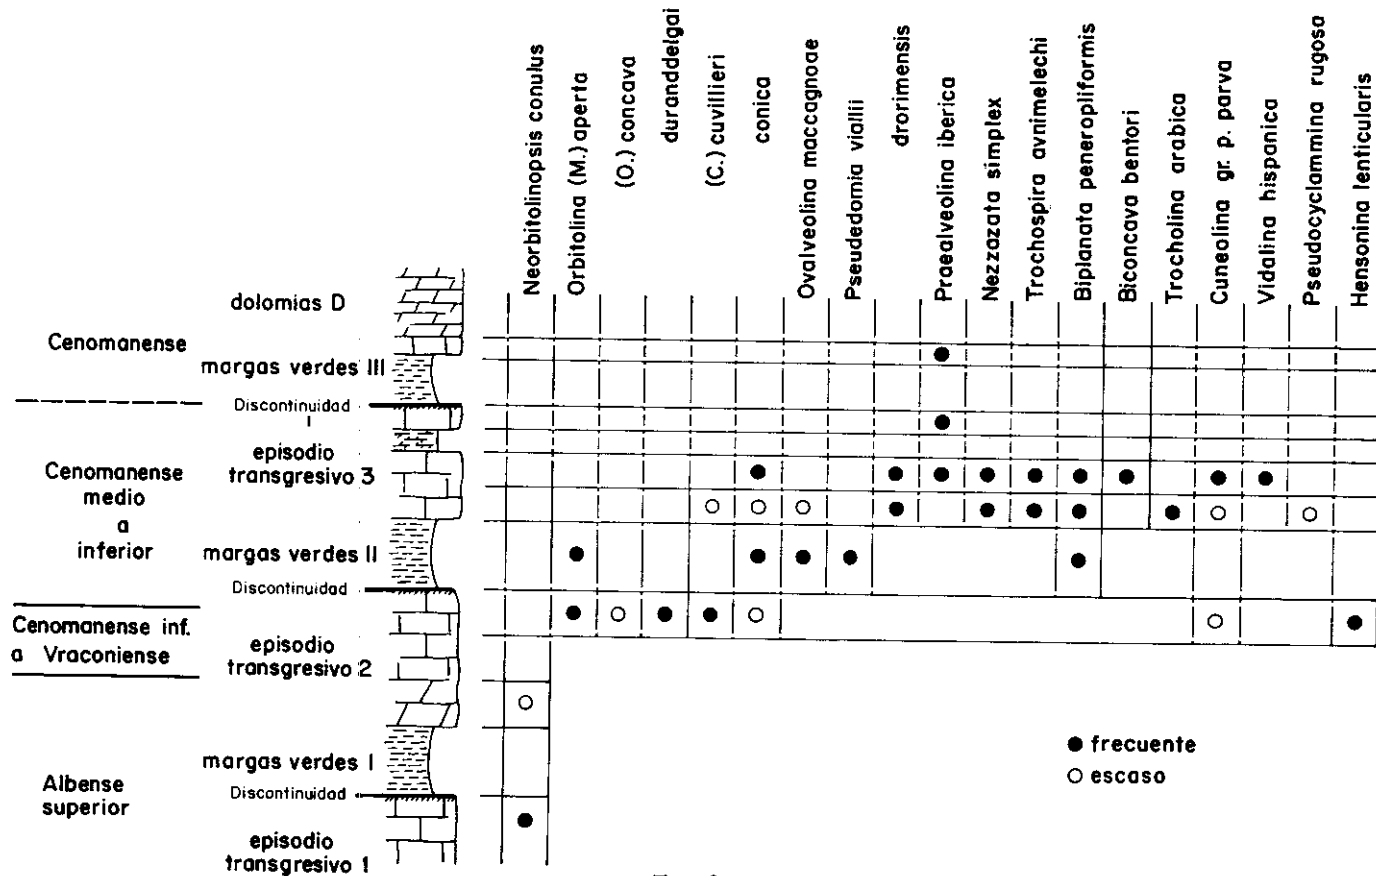 Neorbitolinopsis conulus
Orbitolina (M.) aperta
(O.) concava
duranddelgai
(C.) cuvillieri
conica
Ovalveolina maccagnoae
Pseudedomia viallii
drorimensis
Praealveolina iberica
Nezzazata simplex
Trochospira avnimelechi
Biplanata peneropliformis
Biconcava bentori
Trocholina arabica
Cuneolina gr. p. parva
Vidalina hispanica
Pseudocyclammina rugosa
Hensonina lenticularis
dolomias D
Cenomanense
margas verdes III
Discontinuidad
I
episodio
transgresivo 3
Cenomanense
medio
a
inferior
margas verdes II
Discontinuidad
Cenomanense inf.
a Vraconiense
episodio
transgresivo 2
margas verdes I
Albense
superior
Discontinuidad
episodio
transgresivo 1
frecuente
escaso